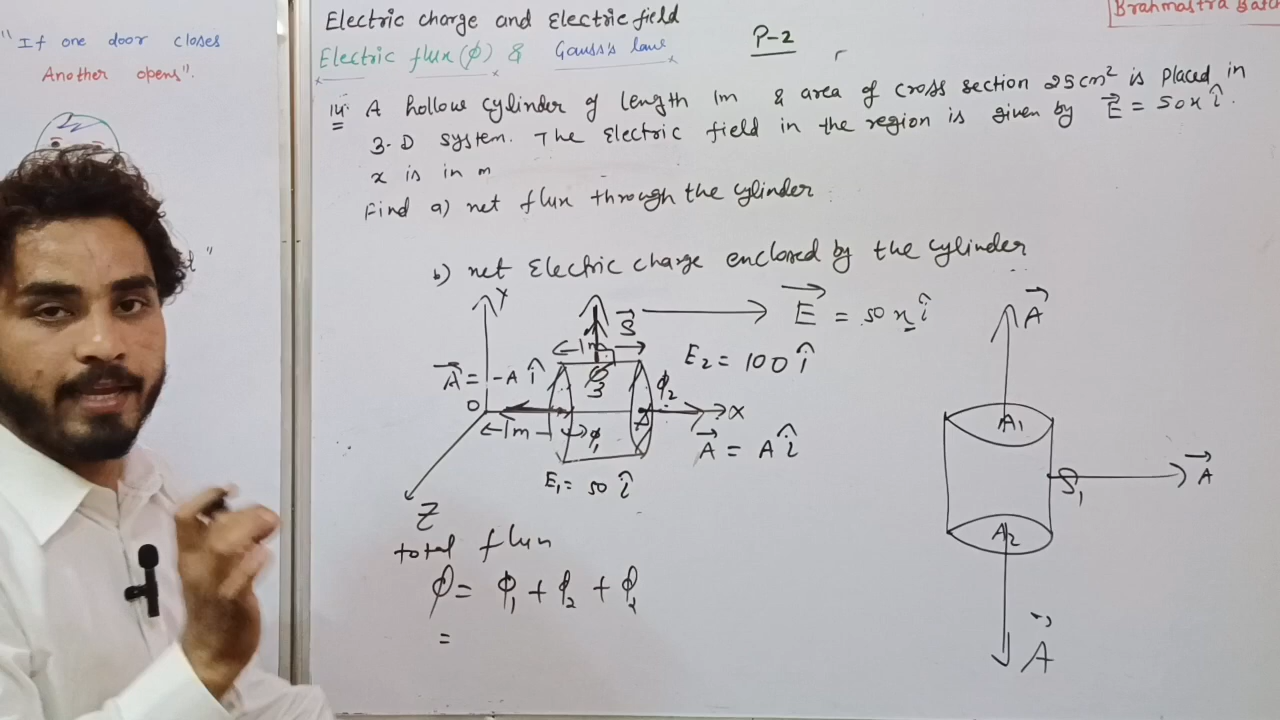 "If one door closes
Another opens".
Electric charge and Electric field
Electric flux (φ) & Gauss's law
P-2
Brahmastra Batch
14. A hollow cylinder of length 1m & area of cross section 25cm² is placed in
3-D system. The Electric field in the region is given by E⃗ = 50x î.
x is in m
Find a) net flux through the cylinder.
b) net Electric charge enclosed by the cylinder
Y
S⃗
E⃗ = 50x î
1m
E₂ = 100 î
A⃗ = -A î
φ₃
φ₂
O
X
1m
φ₁
A⃗ = A î
E₁ = 50 î
Z
total flux
φ = φ₁ + φ₂ + φ₂
=
A⃗
A₁
S₁
A⃗
A₂
A⃗